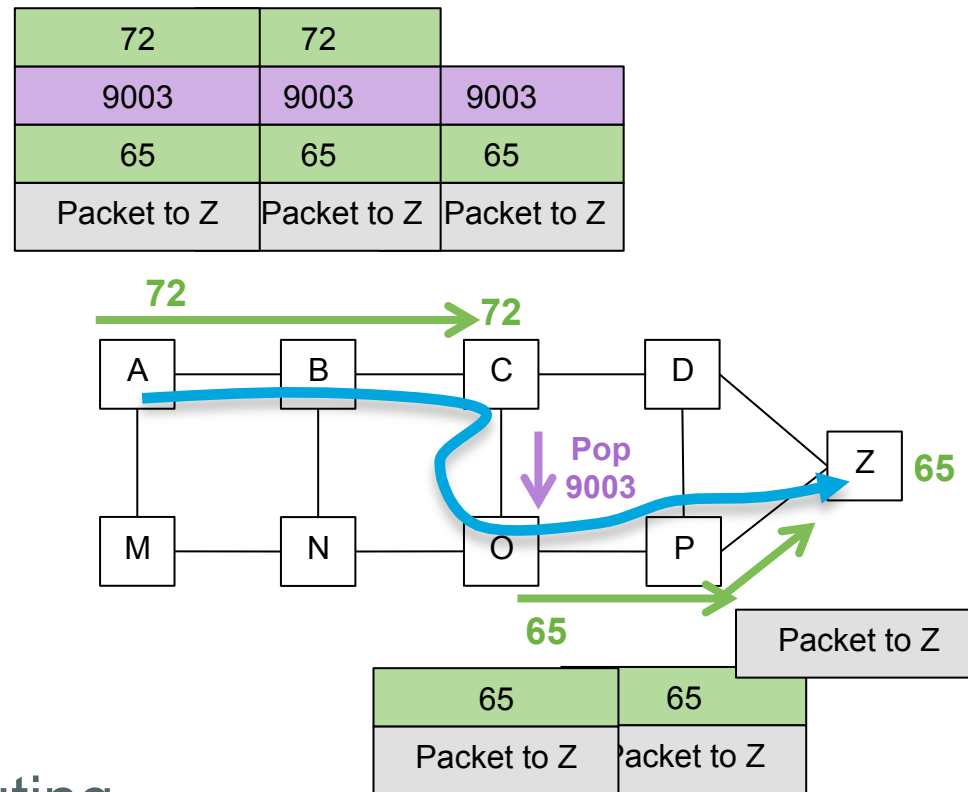 72 72
9003 9003 9003
65 65 65
Packet to Z Packet to Z Packet to Z
72
72
A B C D
Pop
9003
Z 65
M N O P
65
Packet to Z
65 65
Packet to Z Packet to Z